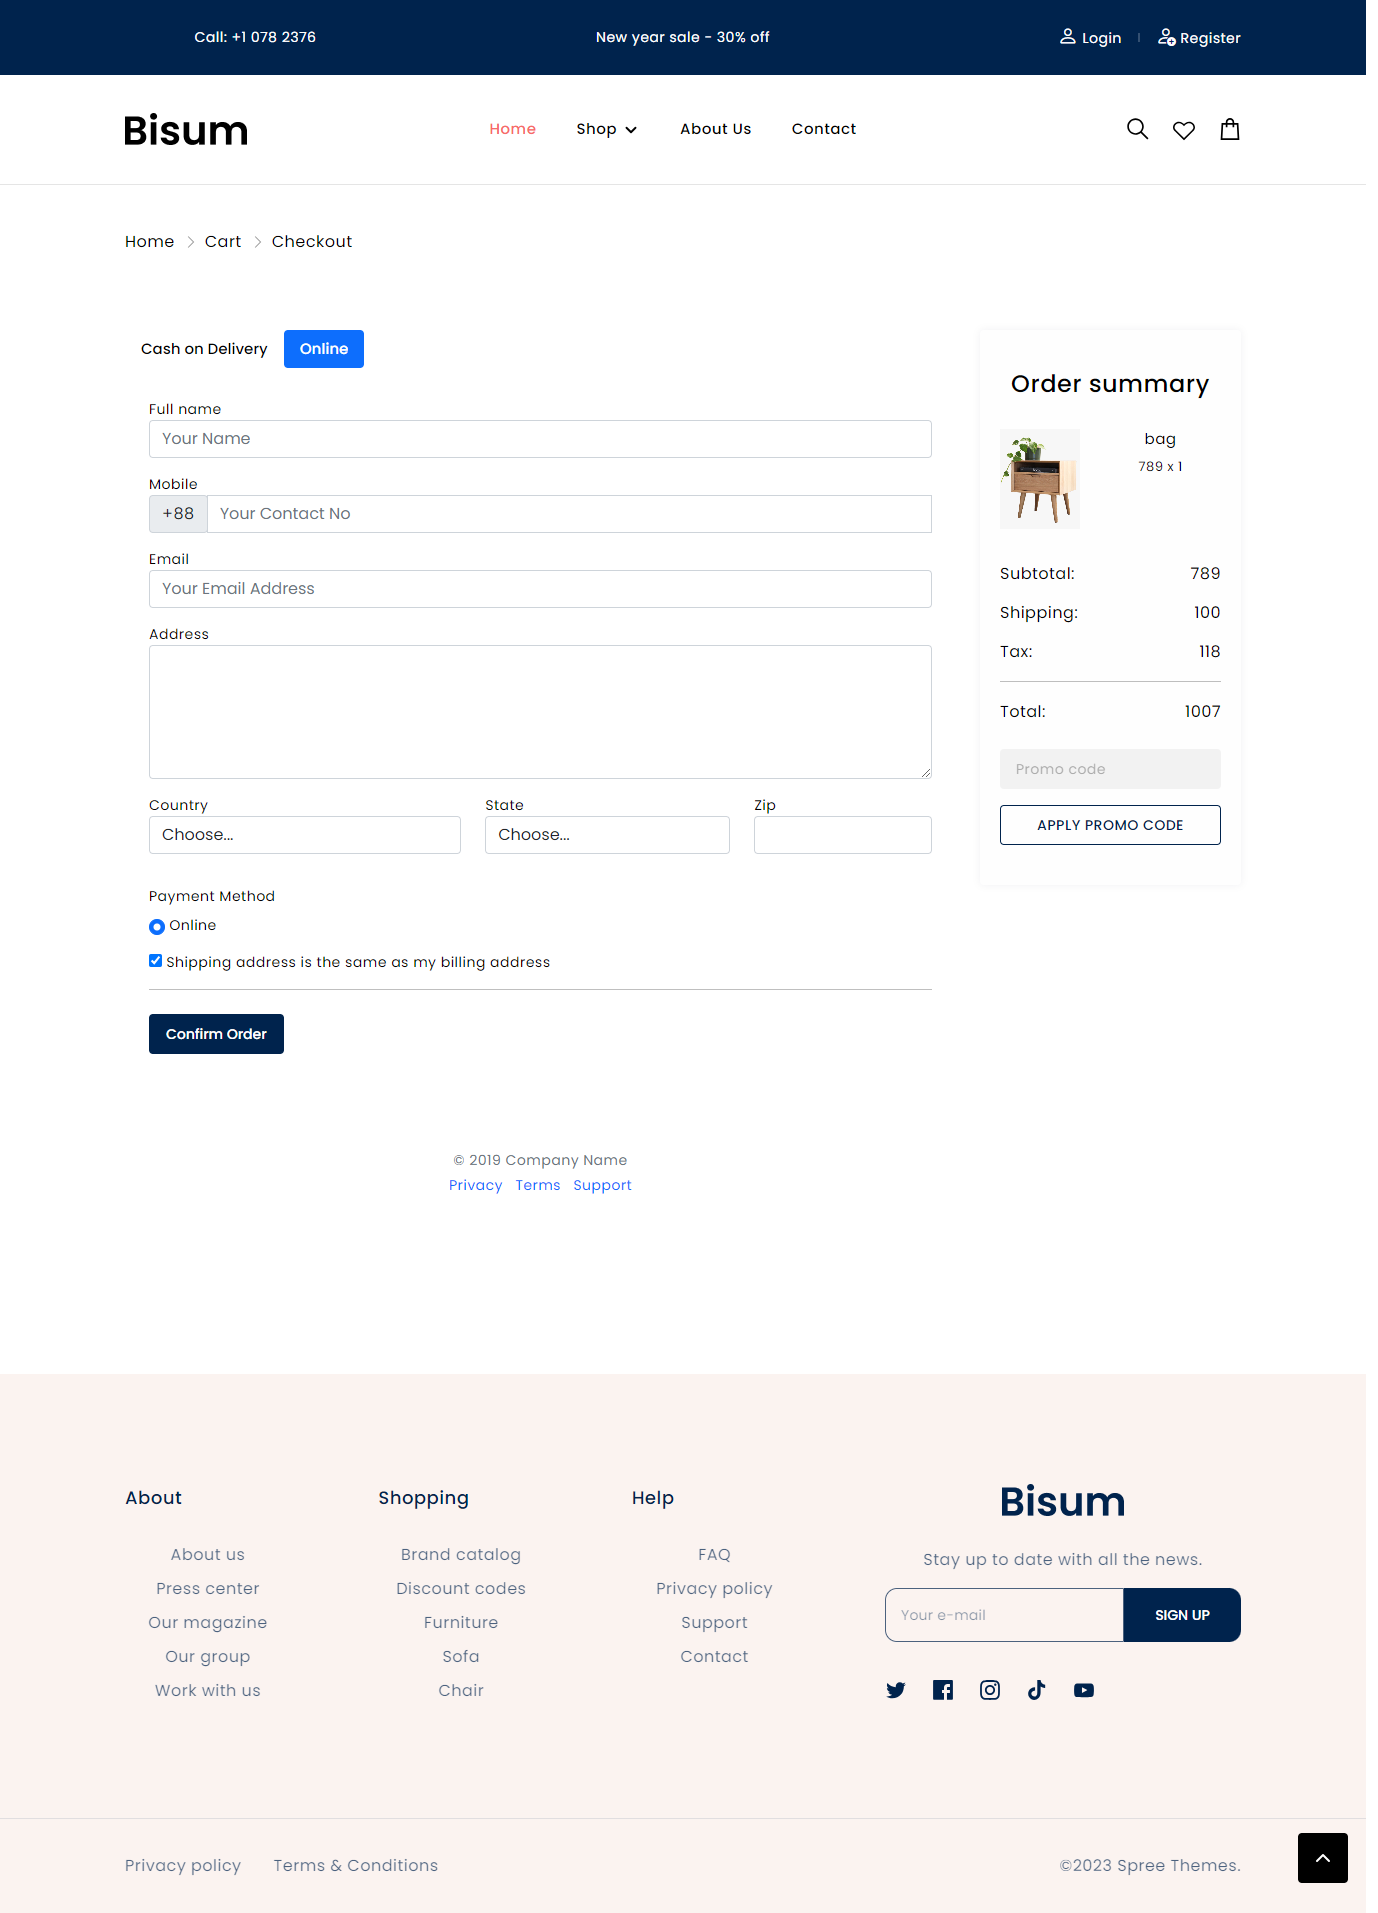 Call: +1 078 2376
New year sale - 30% off
Login
Register
Bisum
Home
Shop
About Us
Contact
Home
Cart
Checkout
Cash on Delivery
Online
Full name
Your Name
Mobile
+88
Your Contact No
Email
Your Email Address
Address
Country
State
Zip
Choose...
Choose...
Payment Method
Online
Shipping address is the same as my billing address
Confirm Order
Order summary
bag
789 x 1
Subtotal: 789
Shipping: 100
Tax: 118
Total: 1007
Promo code
APPLY PROMO CODE
© 2019 Company Name
Privacy Terms Support
About
About us
Press center
Our magazine
Our group
Work with us
Shopping
Brand catalog
Discount codes
Furniture
Sofa
Chair
Help
FAQ
Privacy policy
Support
Contact
Bisum
Stay up to date with all the news.
Your e-mail
SIGN UP
Privacy policy
Terms & Conditions
©2023 Spree Themes.